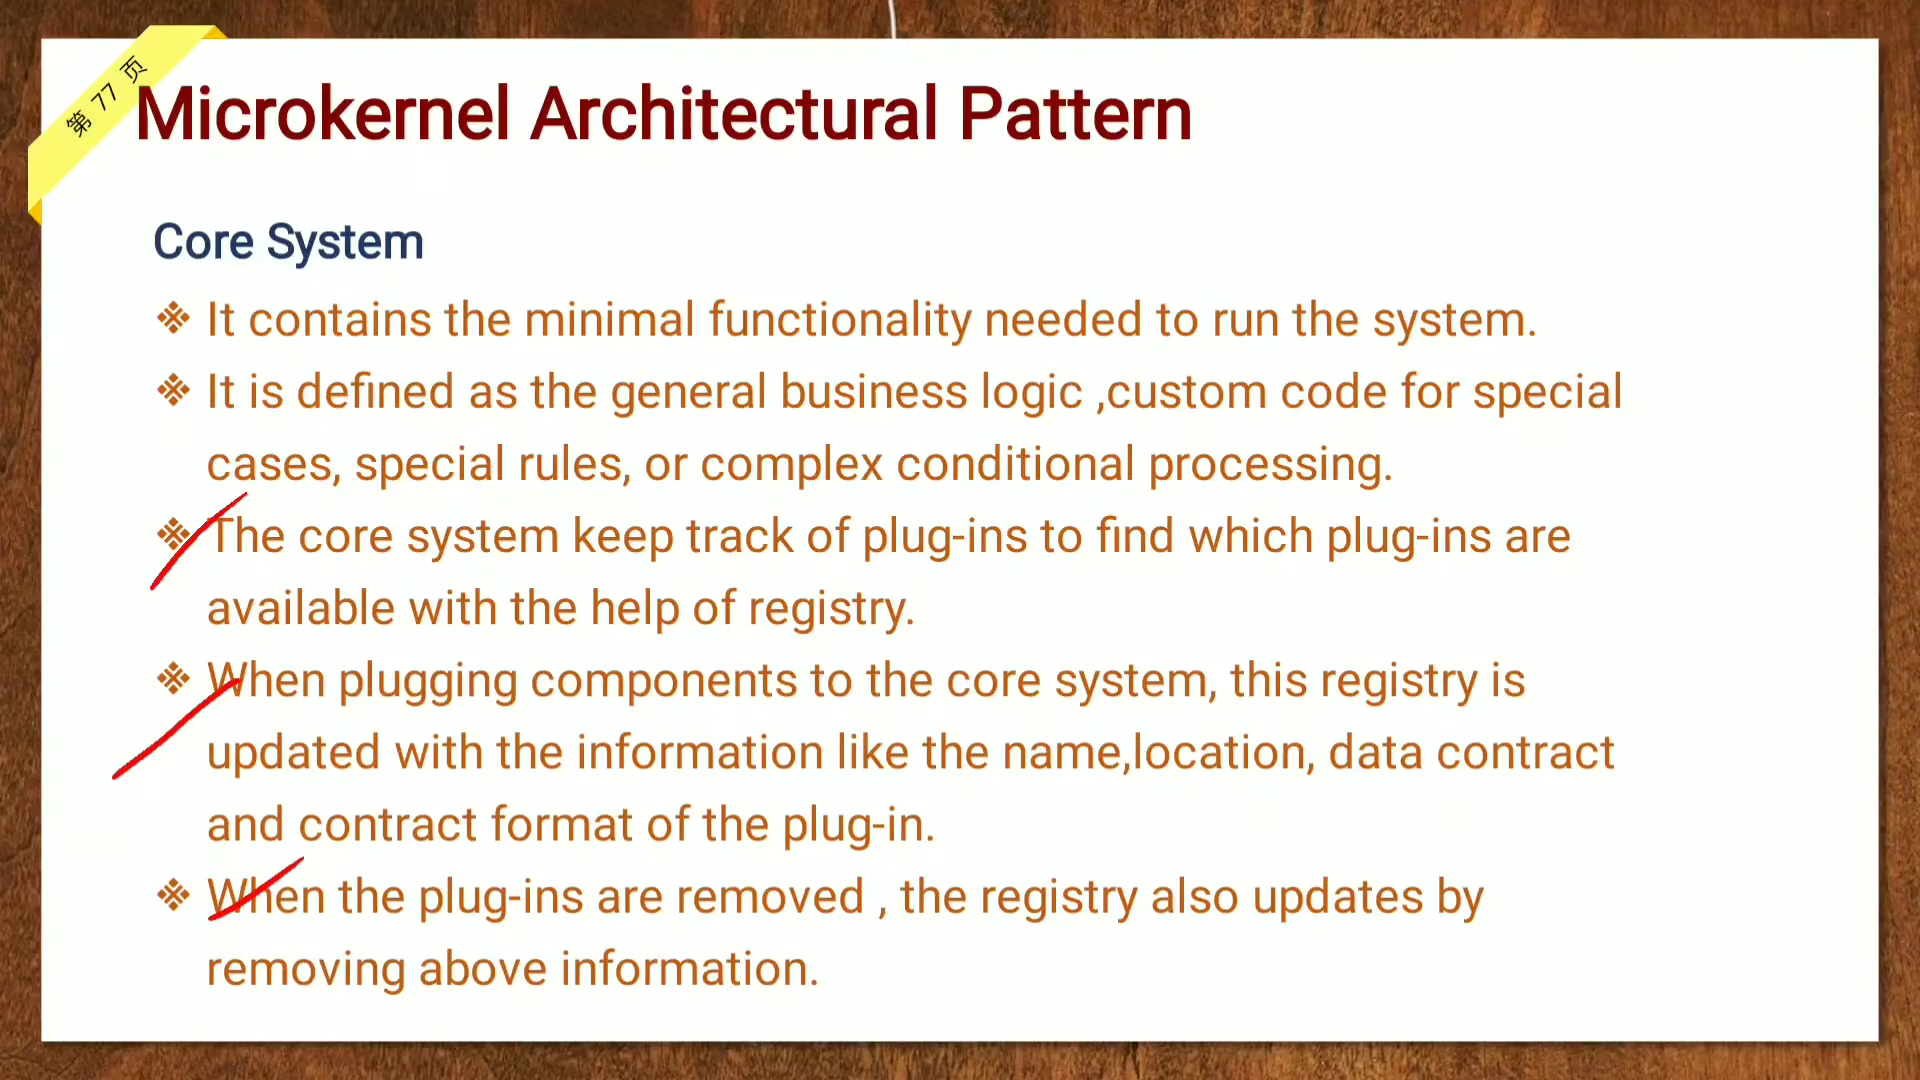 第 77 页
Microkernel Architectural Pattern
Core System
It contains the minimal functionality needed to run the system.
It is defined as the general business logic ,custom code for special
cases, special rules, or complex conditional processing.
The core system keep track of plug-ins to find which plug-ins are
available with the help of registry.
When plugging components to the core system, this registry is
updated with the information like the name,location, data contract
and contract format of the plug-in.
When the plug-ins are removed , the registry also updates by
removing above information.